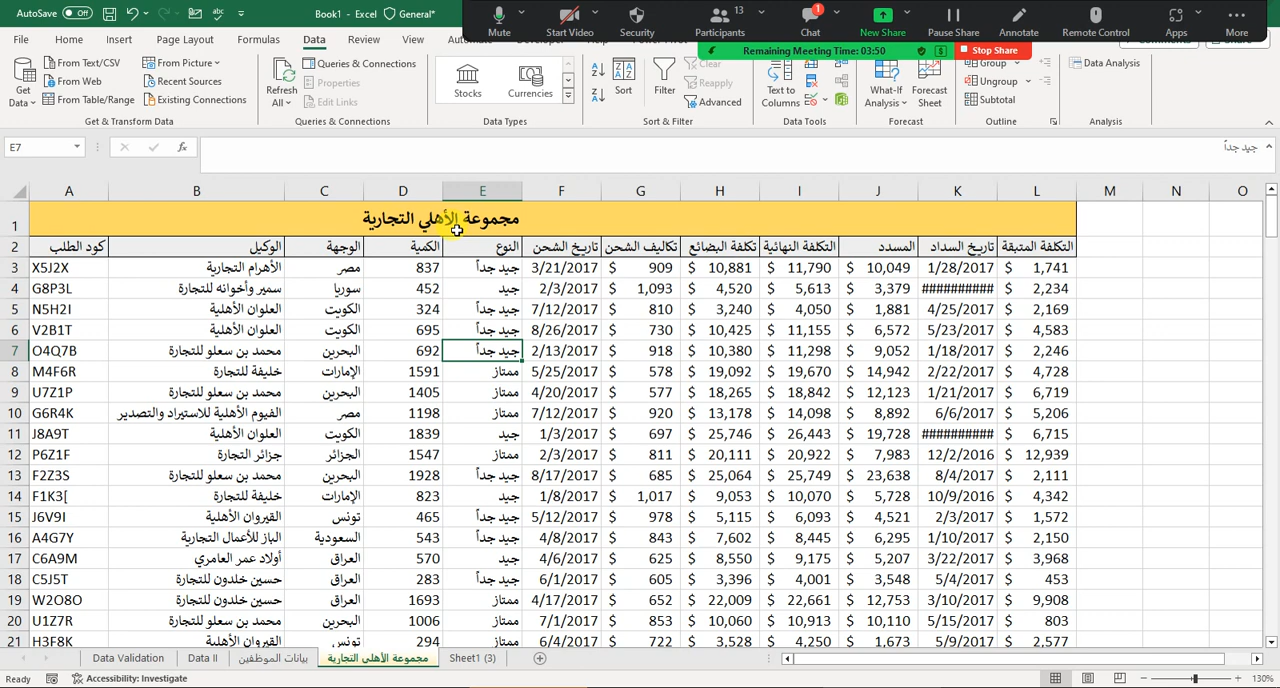 AutoSave Off Book1 - Excel General*
Mute Start Video Security Participants 13 Chat 1 New Share Pause Share Annotate Remote Control Apps More
Remaining Meeting Time: 03:50 Stop Share
File Home Insert Page Layout Formulas Data Review View
Get Data
From Text/CSV
From Web
From Table/Range
From Picture
Recent Sources
Existing Connections
Refresh All
Queries & Connections
Properties
Edit Links
Stocks Currencies
Sort Filter
Clear
Reapply
Advanced
Text to Columns
What-If Analysis
Forecast Sheet
Group
Ungroup
Subtotal
Data Analysis
Get & Transform Data Queries & Connections Data Types Sort & Filter Data Tools Forecast Outline Analysis
E7 fx جيد جداً
A B C D E F G H I J K L M N O
1 مجموعة الأهلي التجارية
2 كود الطلب الوكيل الوجهة الكمية النوع تاريخ الشحن تكاليف الشحن تكلفة البضائع التكلفة النهائية المسدد تاريخ السداد التكلفة المتبقة
3 X5J2X الأهرام التجارية مصر 837 جيد جداً 3/21/2017 $ 909 $ 10,881 $ 11,790 $ 10,049 1/28/2017 $ 1,741
4 G8P3L سمير وأخوانه للتجارة سوريا 452 جيد 2/3/2017 $ 1,093 $ 4,520 $ 5,613 $ 3,379 ########## $ 2,234
5 N5H2I العلوان الأهلية الكويت 324 جيد جداً 7/12/2017 $ 810 $ 3,240 $ 4,050 $ 1,881 4/25/2017 $ 2,169
6 V2B1T العلوان الأهلية الكويت 695 جيد جداً 8/26/2017 $ 730 $ 10,425 $ 11,155 $ 6,572 5/23/2017 $ 4,583
7 O4Q7B محمد بن سعلو للتجارة البحرين 692 جيد جداً 2/13/2017 $ 918 $ 10,380 $ 11,298 $ 9,052 1/18/2017 $ 2,246
8 M4F6R خليفة للتجارة الإمارات 1591 ممتاز 5/25/2017 $ 578 $ 19,092 $ 19,670 $ 14,942 2/22/2017 $ 4,728
9 U7Z1P محمد بن سعلو للتجارة البحرين 1405 ممتاز 4/20/2017 $ 577 $ 18,265 $ 18,842 $ 12,123 1/21/2017 $ 6,719
10 G6R4K الفيوم الأهلية للاستيراد والتصدير مصر 1198 ممتاز 7/12/2017 $ 920 $ 13,178 $ 14,098 $ 8,892 6/6/2017 $ 5,206
11 J8A9T العلوان الأهلية الكويت 1839 جيد 1/3/2017 $ 697 $ 25,746 $ 26,443 $ 19,728 ########## $ 6,715
12 P6Z1F جزائر التجارة الجزائر 1547 ممتاز 2/3/2017 $ 811 $ 20,111 $ 20,922 $ 7,983 12/2/2016 $ 12,939
13 F2Z3S محمد بن سعلو للتجارة البحرين 1928 جيد جداً 8/17/2017 $ 685 $ 25,064 $ 25,749 $ 23,638 8/4/2017 $ 2,111
14 F1K3[ خليفة للتجارة الإمارات 823 جيد 1/8/2017 $ 1,017 $ 9,053 $ 10,070 $ 5,728 10/9/2016 $ 4,342
15 J6V9I القيروان الأهلية تونس 465 جيد جداً 5/12/2017 $ 978 $ 5,115 $ 6,093 $ 4,521 2/3/2017 $ 1,572
16 A4G7Y الباز للأعمال التجارية السعودية 543 جيد جداً 4/8/2017 $ 843 $ 7,602 $ 8,445 $ 6,295 1/10/2017 $ 2,150
17 C6A9M أولاد عمر العامري العراق 570 جيد 4/6/2017 $ 625 $ 8,550 $ 9,175 $ 5,207 3/22/2017 $ 3,968
18 C5J5T حسين خلدون للتجارة العراق 283 جيد جداً 6/1/2017 $ 605 $ 3,396 $ 4,001 $ 3,548 5/4/2017 $ 453
19 W2O8O حسين خلدون للتجارة العراق 1693 ممتاز 4/17/2017 $ 652 $ 22,009 $ 22,661 $ 12,753 3/10/2017 $ 9,908
20 U1Z7R محمد بن سعلو للتجارة البحرين 1006 ممتاز 7/1/2017 $ 853 $ 10,060 $ 10,913 $ 10,110 5/15/2017 $ 803
21 H3F8K القيروان الأهلية تونس 294 ممتاز 6/4/2017 $ 722 $ 3,528 $ 4,250 $ 1,673 5/9/2017 $ 2,577
Data Validation Data II بيانات الموظفين مجموعة الأهلي التجارية Sheet1 (3)
Ready Accessibility: Investigate 130%